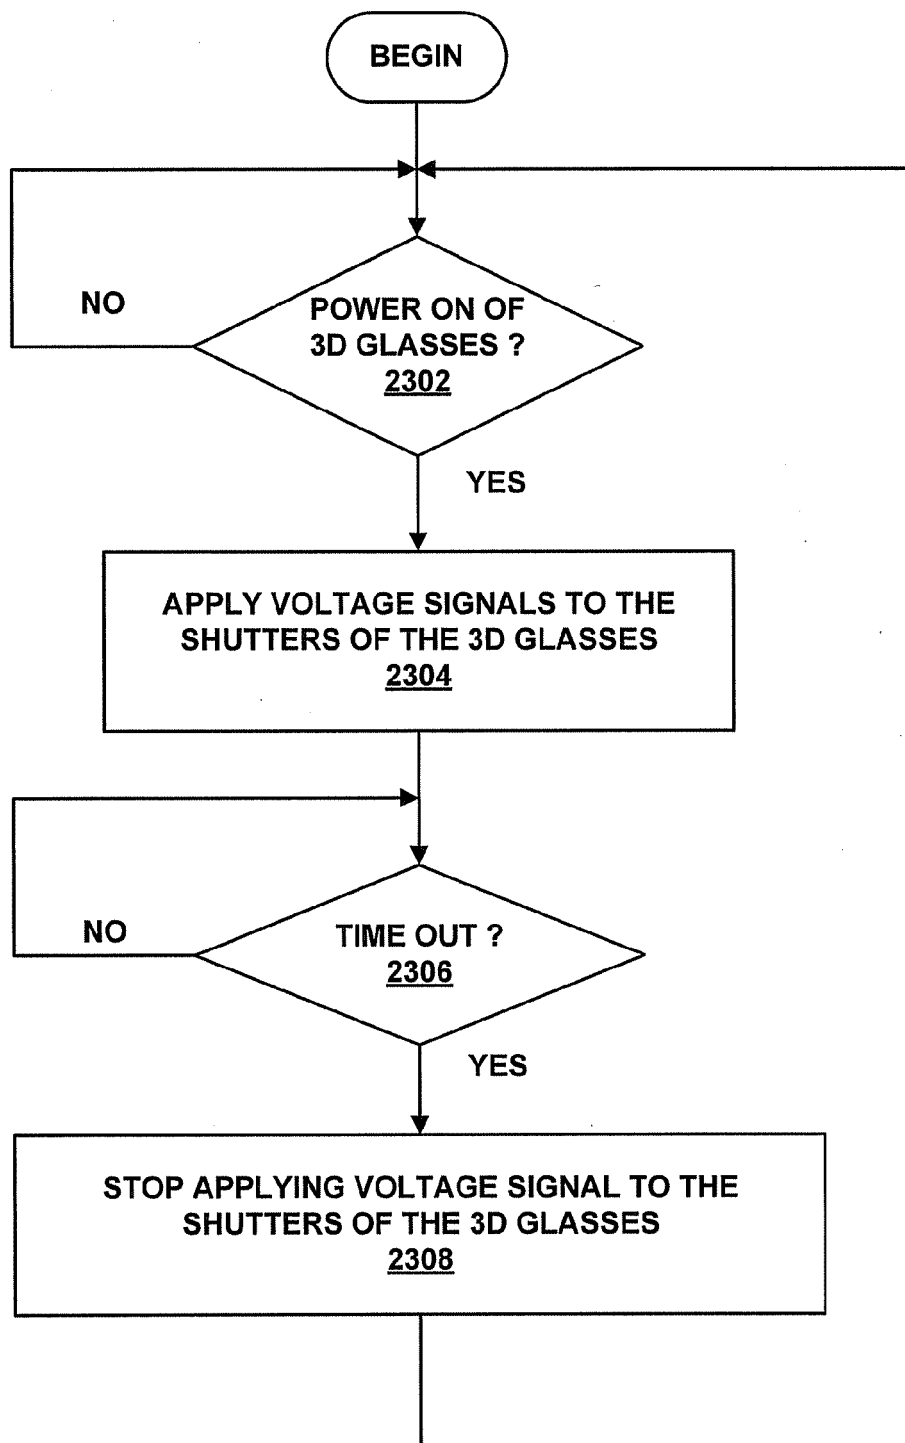 BEGIN
NO
POWER ON OF
3D GLASSES ?
2302
YES
APPLY VOLTAGE SIGNALS TO THE
SHUTTERS OF THE 3D GLASSES
2304
NO
TIME OUT ?
2306
YES
STOP APPLYING VOLTAGE SIGNAL TO THE
SHUTTERS OF THE 3D GLASSES
2308